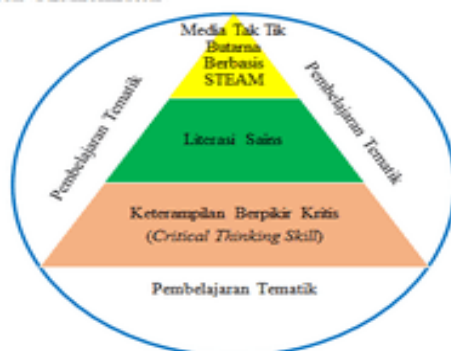 Media Tak Tik
Butarna
Berbasis
STEAM
Pembelajaran Tematik
Pembelajaran Tematik
Literasi Sains
Keterampilan Berpikir Kritis
(Critical Thinking Skill)
Pembelajaran Tematik